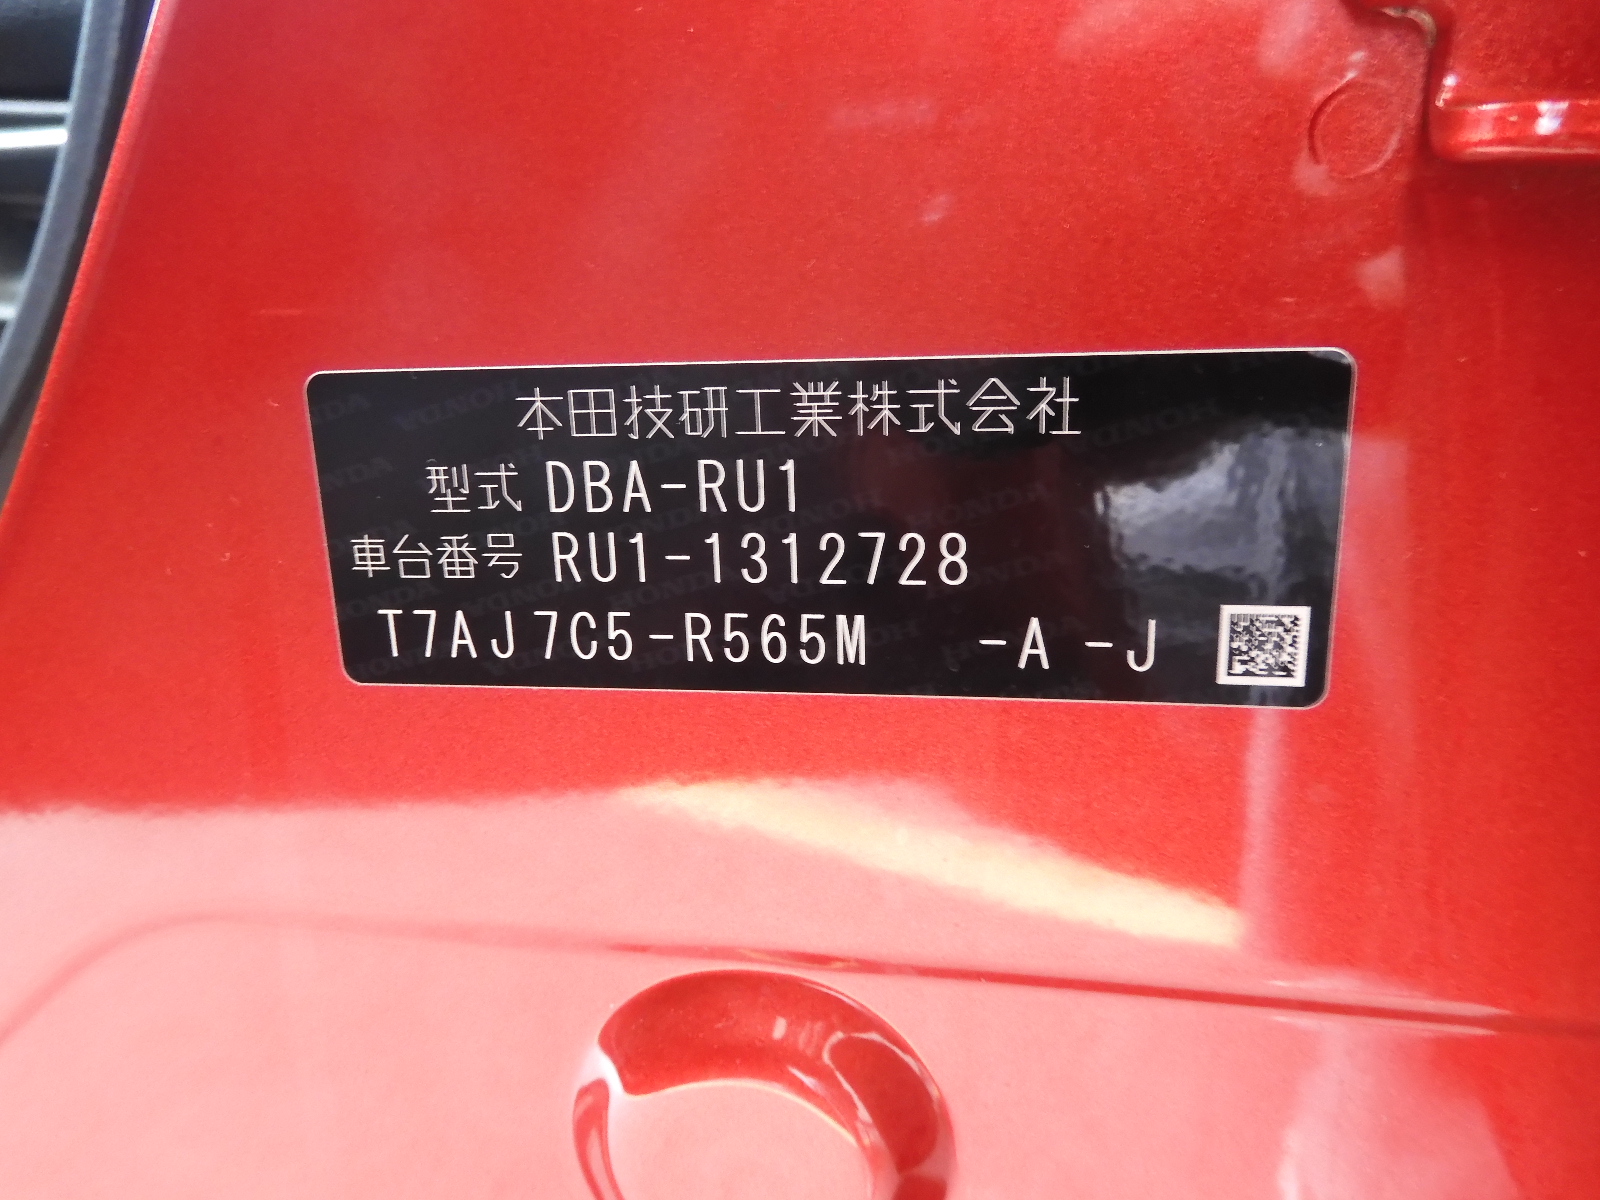 本田技研工業株式会社
型式 DBA-RU1
車台番号 RU1-1312728
T7AJ7C5-R565M -A -J